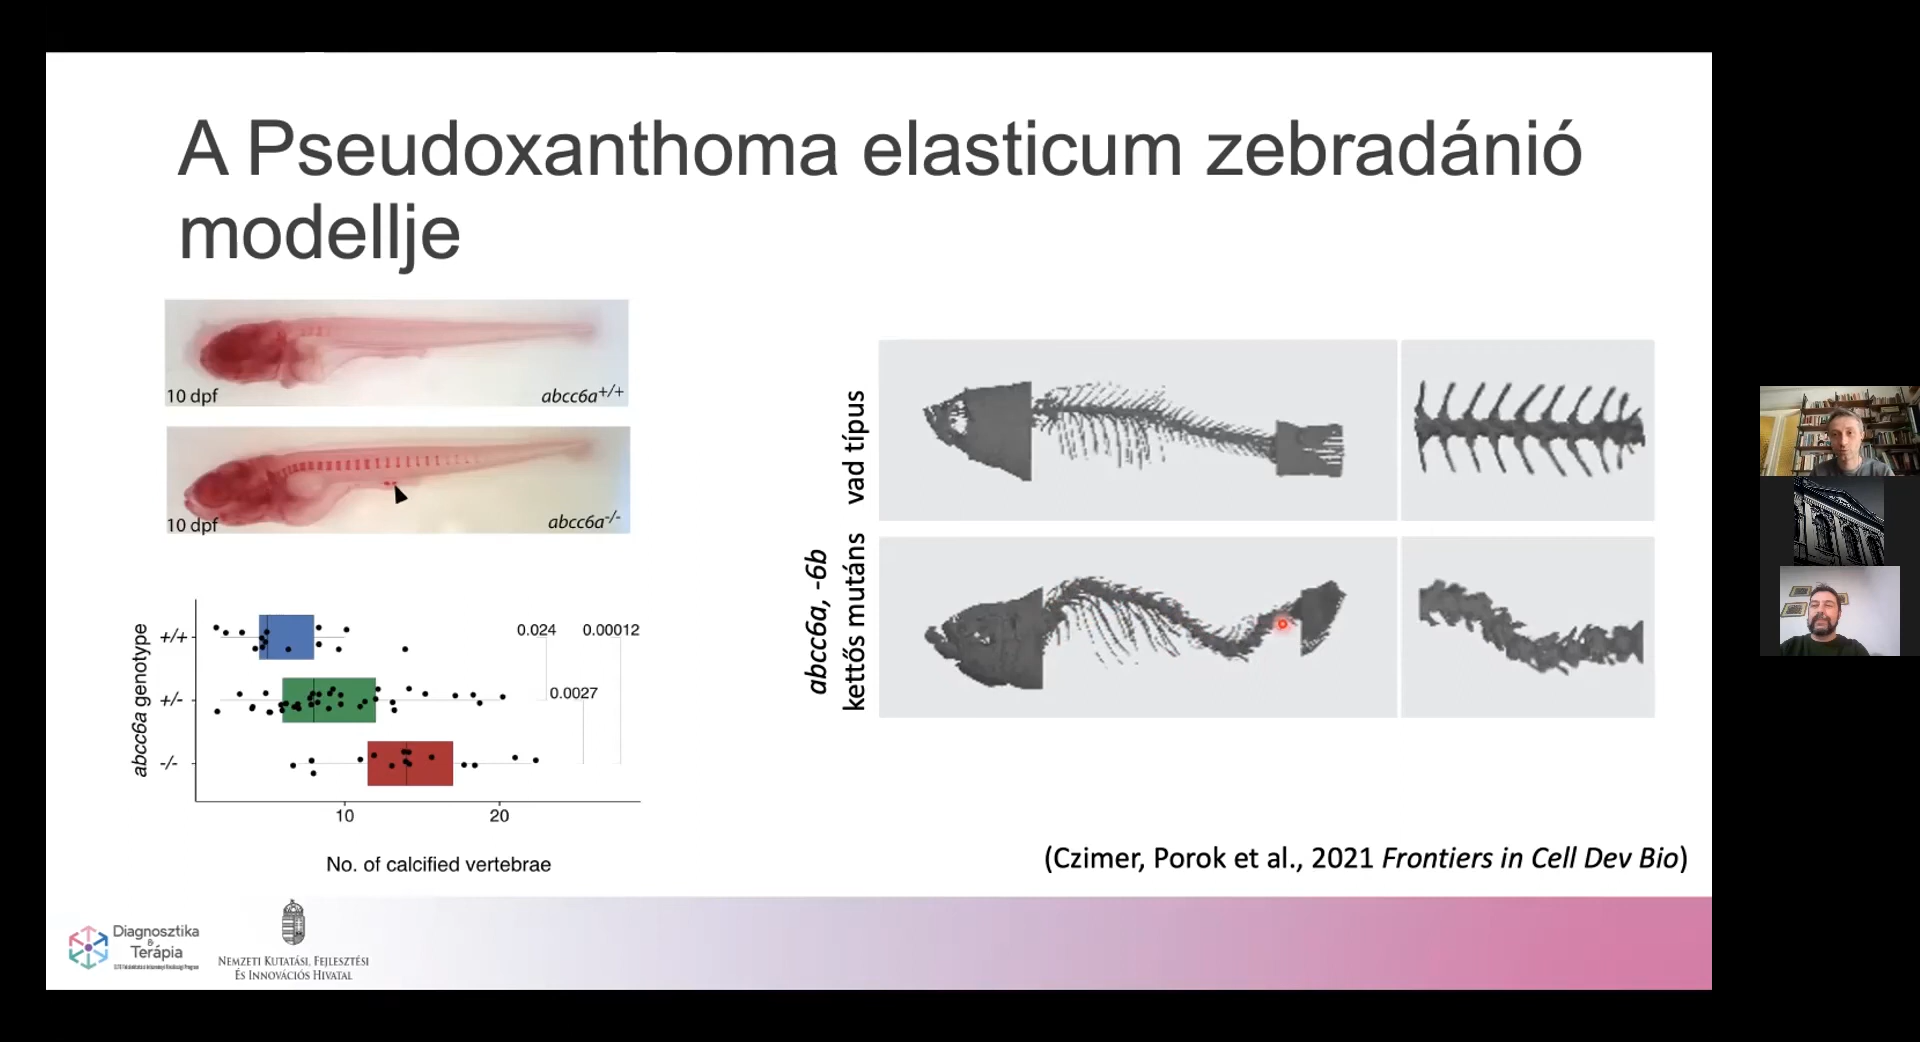 A Pseudoxanthoma elasticum zebradánió
modellje
10 dpf
abcc6a+/+
10 dpf
abcc6a-/-
abcc6a genotype
+/+
+/-
-/-
0.024
0.00012
0.0027
10
20
No. of calcified vertebrae
vad típus
abcc6a, -6b
kettős mutáns
(Czimer, Porok et al., 2021 Frontiers in Cell Dev Bio)
Diagnosztika
&
Terápia
NEMZETI KUTATÁSI, FEJLESZTÉSI
ÉS INNOVÁCIÓS HIVATAL